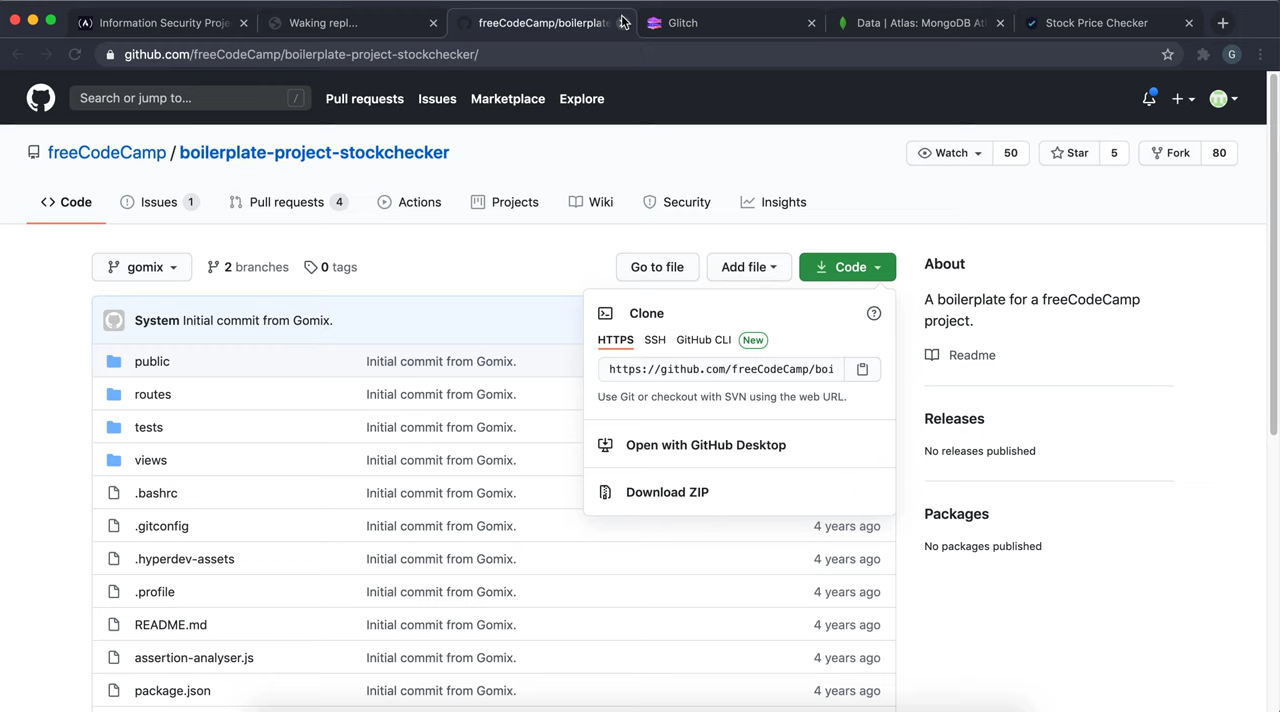 Information Security Proje
Waking repl...
freeCodeCamp/boilerplate
Glitch
Data | Atlas: MongoDB Atl
Stock Price Checker
github.com/freeCodeCamp/boilerplate-project-stockchecker/
G
Search or jump to...
/
Pull requests
Issues
Marketplace
Explore
freeCodeCamp / boilerplate-project-stockchecker
Watch 50
Star 5
Fork 80
Code
Issues 1
Pull requests 4
Actions
Projects
Wiki
Security
Insights
gomix
2 branches
0 tags
Go to file
Add file
Code
About
A boilerplate for a freeCodeCamp
project.
Readme
Releases
No releases published
Packages
No packages published
Clone
HTTPS SSH GitHub CLI New
https://github.com/freeCodeCamp/boi
Use Git or checkout with SVN using the web URL.
Open with GitHub Desktop
Download ZIP
System Initial commit from Gomix.
public Initial commit from Gomix.
routes Initial commit from Gomix.
tests Initial commit from Gomix.
views Initial commit from Gomix.
.bashrc Initial commit from Gomix.
.gitconfig Initial commit from Gomix. 4 years ago
.hyperdev-assets Initial commit from Gomix. 4 years ago
.profile Initial commit from Gomix. 4 years ago
README.md Initial commit from Gomix. 4 years ago
assertion-analyser.js Initial commit from Gomix. 4 years ago
package.json Initial commit from Gomix. 4 years ago